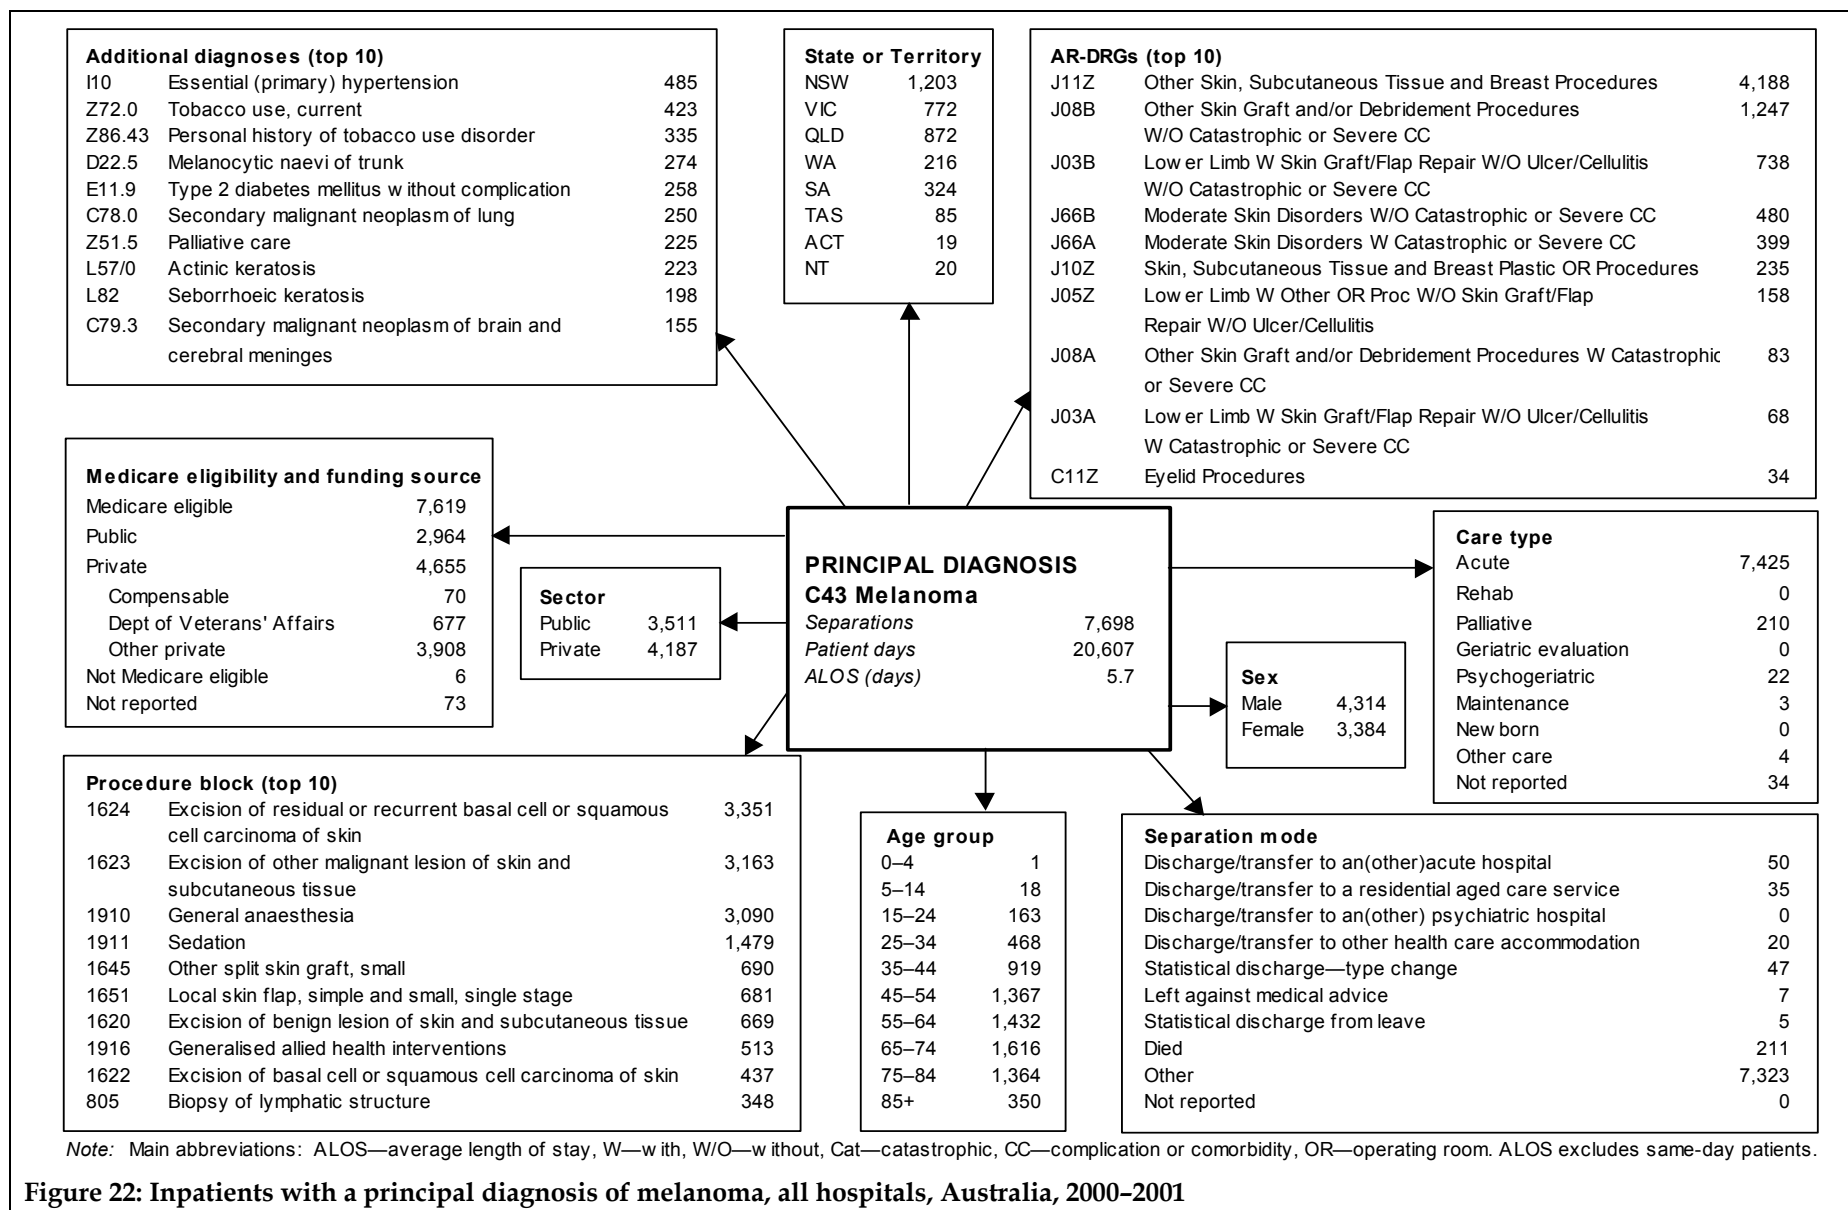 Additional diagnoses (top 10)
I10 Essential (primary) hypertension 485
Z72.0 Tobacco use, current 423
Z86.43 Personal history of tobacco use disorder 335
D22.5 Melanocytic naevi of trunk 274
E11.9 Type 2 diabetes mellitus without complication 258
C78.0 Secondary malignant neoplasm of lung 250
Z51.5 Palliative care 225
L57/0 Actinic keratosis 223
L82 Seborrhoeic keratosis 198
C79.3 Secondary malignant neoplasm of brain and 155
cerebral meninges
State or Territory
NSW 1,203
VIC 772
QLD 872
WA 216
SA 324
TAS 85
ACT 19
NT 20
AR-DRGs (top 10)
J11Z Other Skin, Subcutaneous Tissue and Breast Procedures 4,188
J08B Other Skin Graft and/or Debridement Procedures 1,247
W/O Catastrophic or Severe CC
J03B Lower Limb W Skin Graft/Flap Repair W/O Ulcer/Cellulitis 738
W/O Catastrophic or Severe CC
J66B Moderate Skin Disorders W/O Catastrophic or Severe CC 480
J66A Moderate Skin Disorders W Catastrophic or Severe CC 399
J10Z Skin, Subcutaneous Tissue and Breast Plastic OR Procedures 235
J05Z Lower Limb W Other OR Proc W/O Skin Graft/Flap 158
Repair W/O Ulcer/Cellulitis
J08A Other Skin Graft and/or Debridement Procedures W Catastrophic 83
or Severe CC
J03A Lower Limb W Skin Graft/Flap Repair W/O Ulcer/Cellulitis 68
W Catastrophic or Severe CC
C11Z Eyelid Procedures 34
Medicare eligibility and funding source
Medicare eligible 7,619
Public 2,964
Private 4,655
Compensable 70
Dept of Veterans' Affairs 677
Other private 3,908
Not Medicare eligible 6
Not reported 73
Sector
Public 3,511
Private 4,187
PRINCIPAL DIAGNOSIS
C43 Melanoma
Separations 7,698
Patient days 20,607
ALOS (days) 5.7
Sex
Male 4,314
Female 3,384
Care type
Acute 7,425
Rehab 0
Palliative 210
Geriatric evaluation 0
Psychogeriatric 22
Maintenance 3
New born 0
Other care 4
Not reported 34
Procedure block (top 10)
1624 Excision of residual or recurrent basal cell or squamous 3,351
cell carcinoma of skin
1623 Excision of other malignant lesion of skin and 3,163
subcutaneous tissue
1910 General anaesthesia 3,090
1911 Sedation 1,479
1645 Other split skin graft, small 690
1651 Local skin flap, simple and small, single stage 681
1620 Excision of benign lesion of skin and subcutaneous tissue 669
1916 Generalised allied health interventions 513
1622 Excision of basal cell or squamous cell carcinoma of skin 437
805 Biopsy of lymphatic structure 348
Age group
0–4 1
5–14 18
15–24 163
25–34 468
35–44 919
45–54 1,367
55–64 1,432
65–74 1,616
75–84 1,364
85+ 350
Separation mode
Discharge/transfer to an(other)acute hospital 50
Discharge/transfer to a residential aged care service 35
Discharge/transfer to an(other) psychiatric hospital 0
Discharge/transfer to other health care accommodation 20
Statistical discharge—type change 47
Left against medical advice 7
Statistical discharge from leave 5
Died 211
Other 7,323
Not reported 0
Note: Main abbreviations: ALOS—average length of stay, W—with, W/O—without, Cat—catastrophic, CC—complication or comorbidity, OR—operating room. ALOS excludes same-day patients.
Figure 22: Inpatients with a principal diagnosis of melanoma, all hospitals, Australia, 2000–2001